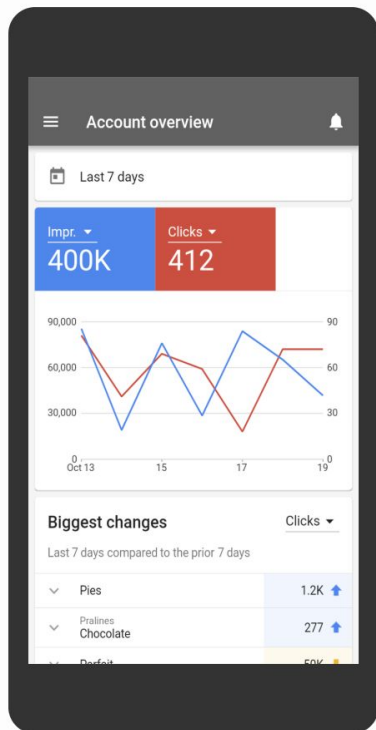 Account overview
Last 7 days
Impr. Clicks
400K 412
90,000 90
60,000 60
30,000 30
0 0
Oct 13 15 17 19
Biggest changes Clicks
Last 7 days compared to the prior 7 days
Pies 1.2K
Pralines
Chocolate 277